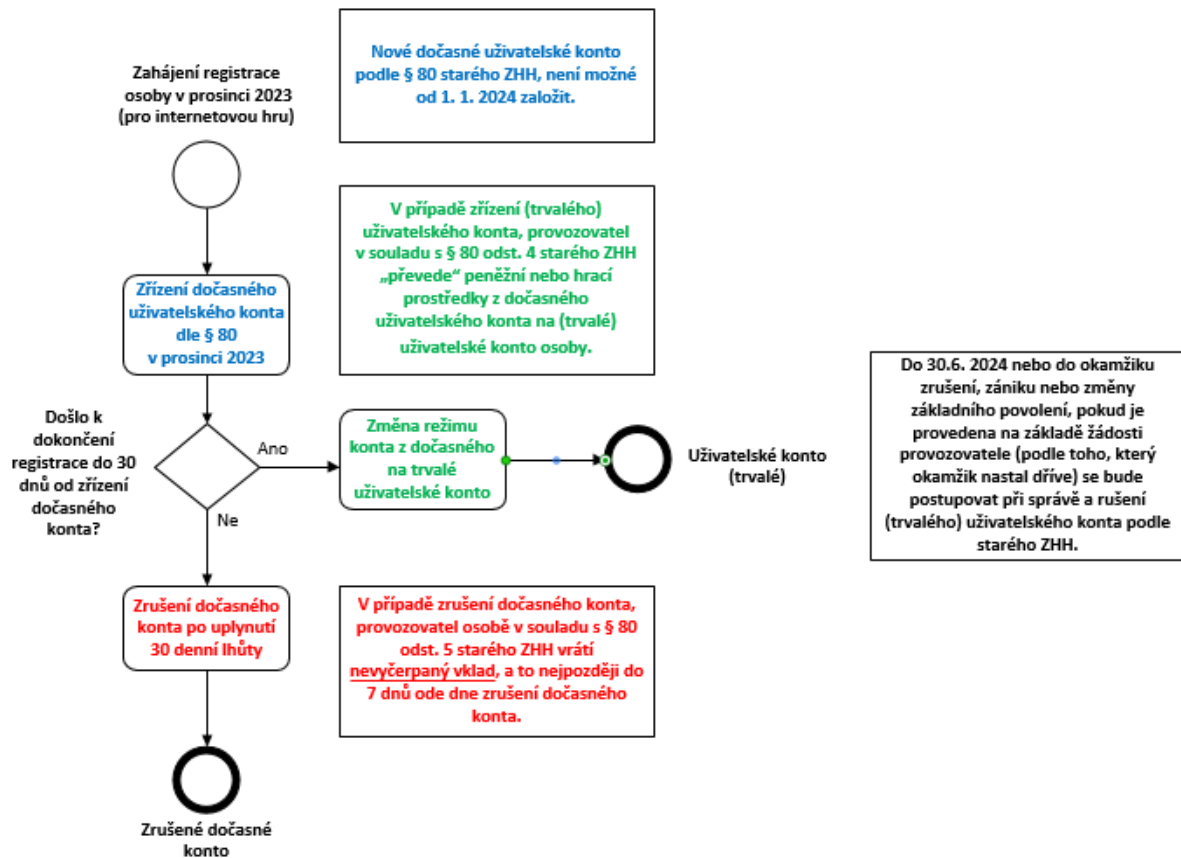 Zahájení registrace
osoby v prosinci 2023
(pro internetovou hru)
Nové dočasné uživatelské konto
podle § 80 starého ZHH, není možné
od 1. 1. 2024 založit.
V případě zřízení (trvalého)
uživatelského konta, provozovatel
v souladu s § 80 odst. 4 starého ZHH
„převede“ peněžní nebo hrací
prostředky z dočasného
uživatelského konta na (trvalé)
uživatelské konto osoby.
Zřízení dočasného
uživatelského konta
dle § 80
v prosinci 2023
Došlo k
dokončení
registrace do 30
dnů od zřízení
dočasného
konta?
Ano
Ne
Změna režimu
konta z dočasného
na trvalé
uživatelské konto
Uživatelské konto
(trvalé)
Do 30.6. 2024 nebo do okamžiku
zrušení, zániku nebo změny
základního povolení, pokud je
provedena na základě žádosti
provozovatele (podle toho, který
okamžik nastal dříve) se bude
postupovat při správě a rušení
(trvalého) uživatelského konta podle
starého ZHH.
Zrušení dočasného
konta po uplynutí
30 denní lhůty
V případě zrušení dočasného konta,
provozovatel osobě v souladu s § 80
odst. 5 starého ZHH vrátí
nevyčerpaný vklad, a to nejpozději do
7 dnů ode dne zrušení dočasného
konta.
Zrušené dočasné
konto